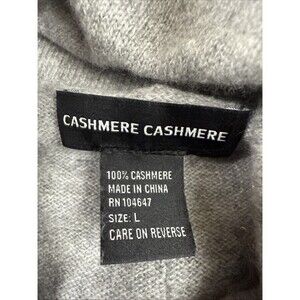 CASHMERE CASHMERE
100% CASHMERE
MADE IN CHINA
RN 104647
SIZE: L
CARE ON REVERSE